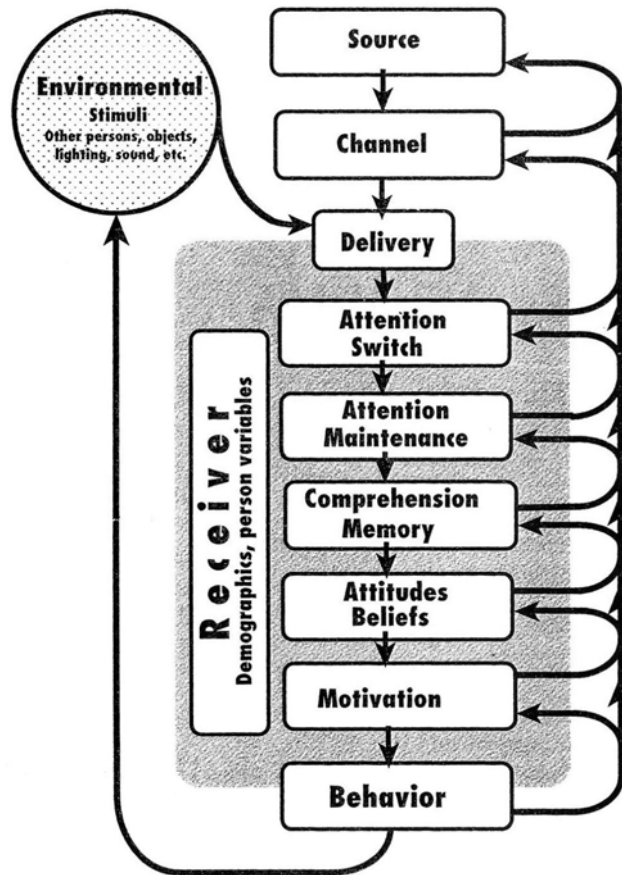 Source
Environmental
Stimuli
Other persons, objects,
lighting, sound, etc.
Channel
Delivery
Attention
Switch
Receiver
Demographics, person variables
Attention
Maintenance
Comprehension
Memory
Attitudes
Beliefs
Motivation
Behavior